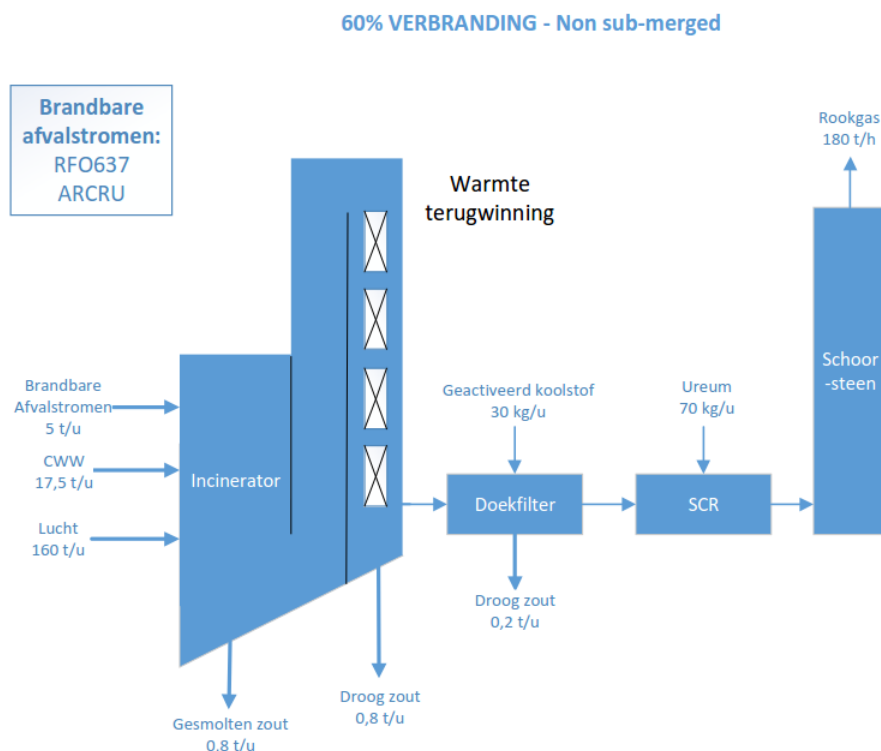 60% VERBRANDING - Non sub-merged
Brandbare
afvalstromen:
RFO637
ARCRU
Rookgas
180 t/h
Warmte
terugwinning
Brandbare
Afvalstromen
5 t/u
CWW
17,5 t/u
Lucht
160 t/u
Incinerator
Geactiveerd koolstof
30 kg/u
Ureum
70 kg/u
Doekfilter
SCR
Schoor
-steen
Droog zout
0,2 t/u
Droog zout
0,8 t/u
Gesmolten zout
0,8 t/u